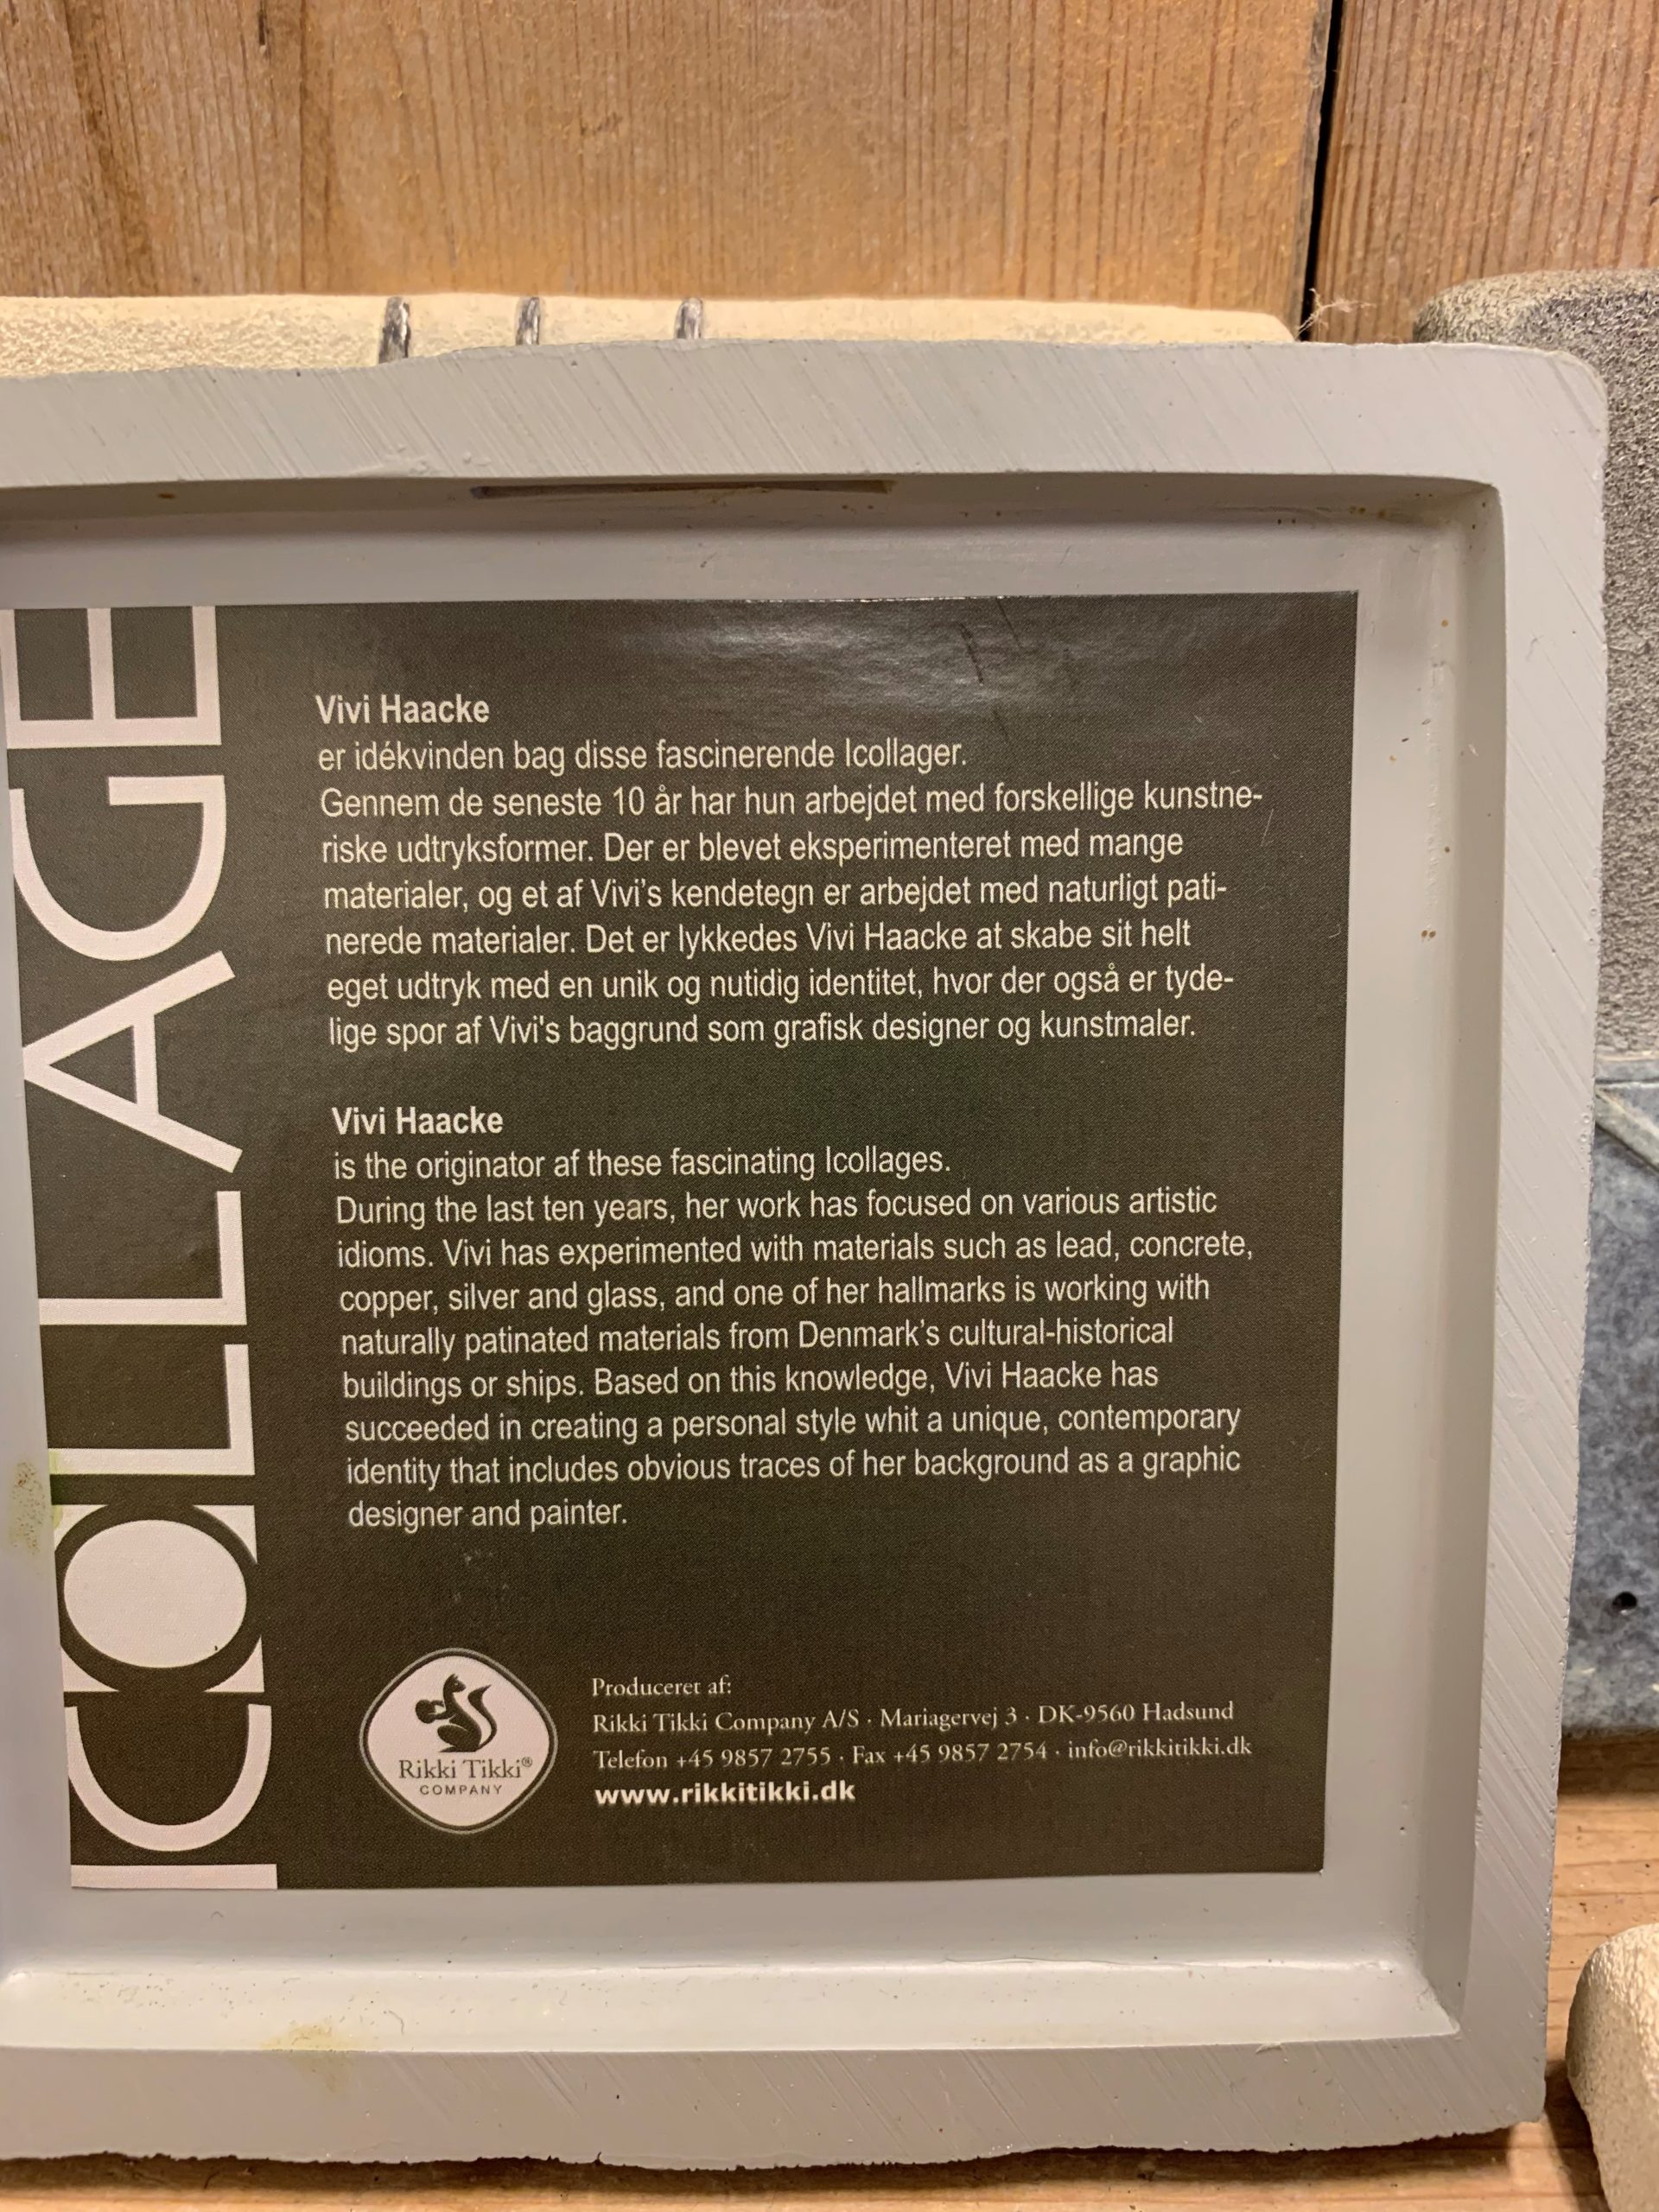 ICOLLAGE
Vivi Haacke
er idékvinden bag disse fascinerende Icollager.
Gennem de seneste 10 år har hun arbejdet med forskellige kunstne-
riske udtryksformer. Der er blevet eksperimenteret med mange
materialer, og et af Vivi’s kendetegn er arbejdet med naturligt pati-
nerede materialer. Det er lykkedes Vivi Haacke at skabe sit helt
eget udtryk med en unik og nutidig identitet, hvor der også er tyde-
lige spor af Vivi's baggrund som grafisk designer og kunstmaler.
Vivi Haacke
is the originator af these fascinating Icollages.
During the last ten years, her work has focused on various artistic
idioms. Vivi has experimented with materials such as lead, concrete,
copper, silver and glass, and one of her hallmarks is working with
naturally patinated materials from Denmark’s cultural-historical
buildings or ships. Based on this knowledge, Vivi Haacke has
succeeded in creating a personal style whit a unique, contemporary
identity that includes obvious traces of her background as a graphic
designer and painter.
Rikki Tikki®
COMPANY
Produceret af:
Rikki Tikki Company A/S · Mariagervej 3 · DK-9560 Hadsund
Telefon +45 9857 2755 · Fax +45 9857 2754 · info@rikkitikki.dk
www.rikkitikki.dk